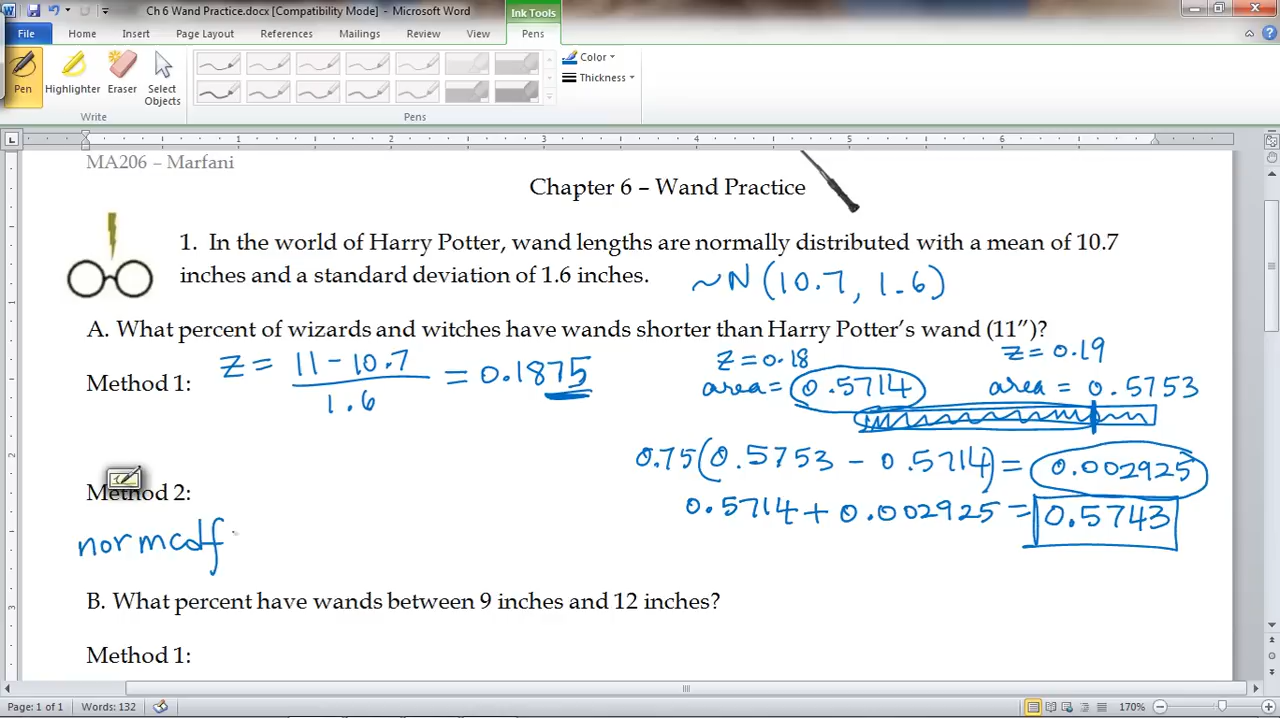 Ch 6 Wand Practice.docx [Compatibility Mode] - Microsoft Word
Ink Tools
File Home Insert Page Layout References Mailings Review View Pens
Pen Highlighter Eraser Select Objects
Color
Thickness
Write Pens
1 2 3 4 5 6 7
MA206 – Marfani
Chapter 6 – Wand Practice
1. In the world of Harry Potter, wand lengths are normally distributed with a mean of 10.7
inches and a standard deviation of 1.6 inches. ~N (10.7, 1.6)
A. What percent of wizards and witches have wands shorter than Harry Potter's wand (11")?
Method 1: z = 11 - 10.7 / 1.6 = 0.1875
z = 0.18
area = 0.5714
z = 0.19
area = 0.5753
0.75(0.5753 - 0.5714) = 0.002925
0.5714 + 0.002925 = 0.5743
Method 2:
normcdf
B. What percent have wands between 9 inches and 12 inches?
Method 1:
Page: 1 of 1 Words: 132 170%